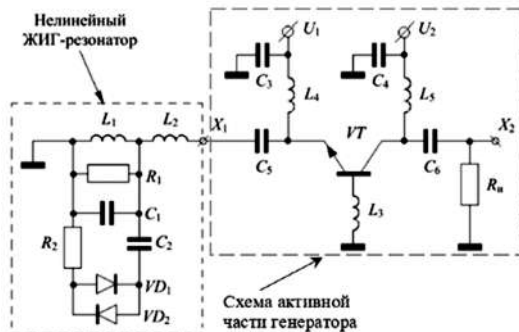 Нелинейный
ЖИГ-резонатор
U₁
U₂
C₃
C₄
L₄
L₅
L₁
L₂
X₁
VT
X₂
C₅
C₆
R₁
Rн
C₁
L₃
R₂
C₂
VD₁
VD₂
Схема активной
части генератора